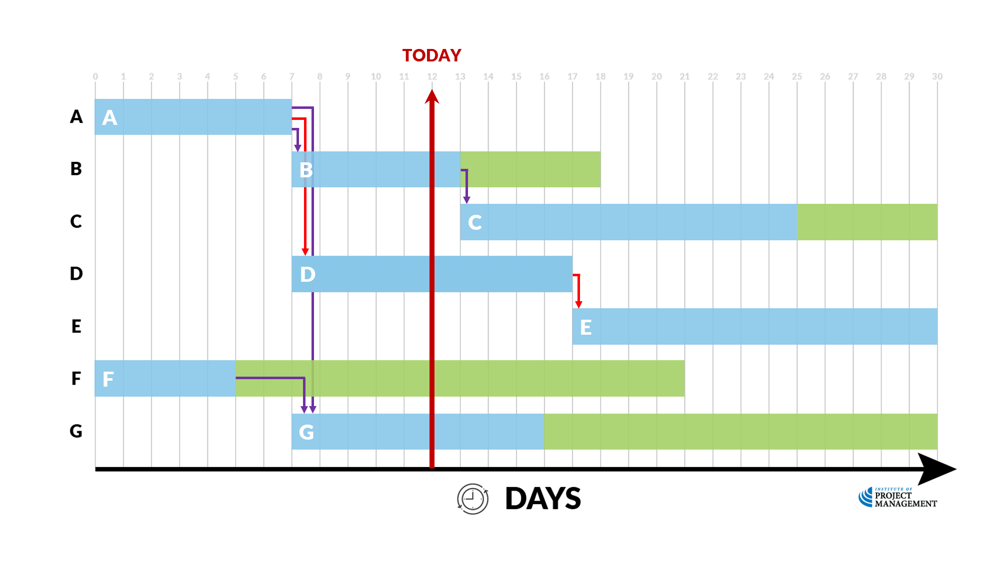 TODAY
0 1 2 3 4 5 6 7 8 9 10 11 12 13 14 15 16 17 18 19 20 21 22 23 24 25 26 27 28 29 30
A A
B B
C C
D D
E E
F F
G G
DAYS
INSTITUTE OF
PROJECT
MANAGEMENT